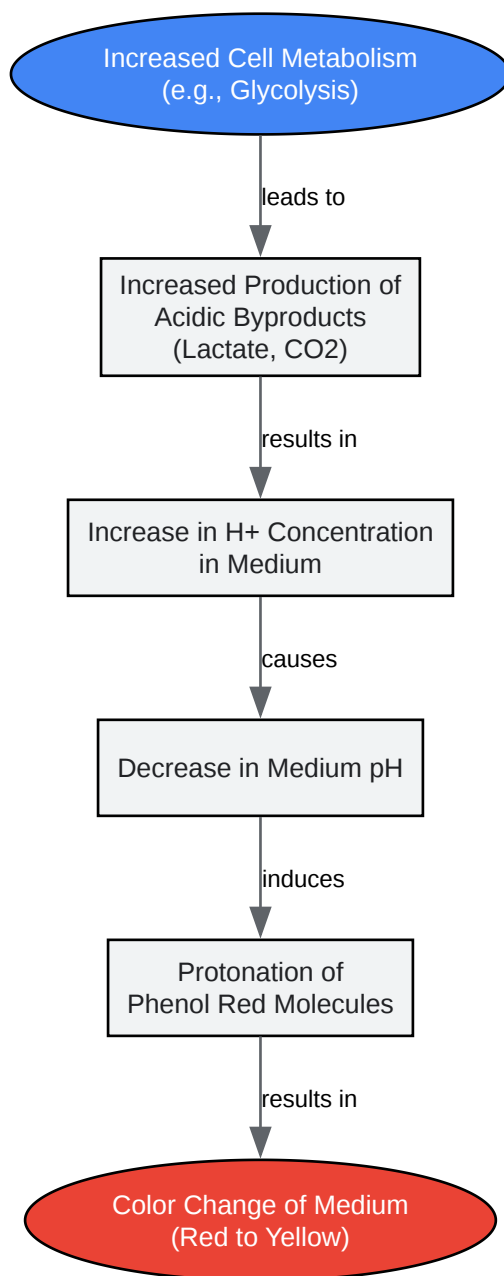 Increased Cell Metabolism
(e.g., Glycolysis)
leads to
Increased Production of
Acidic Byproducts
(Lactate, CO2)
results in
Increase in H+ Concentration
in Medium
causes
Decrease in Medium pH
induces
Protonation of
Phenol Red Molecules
results in
Color Change of Medium
(Red to Yellow)